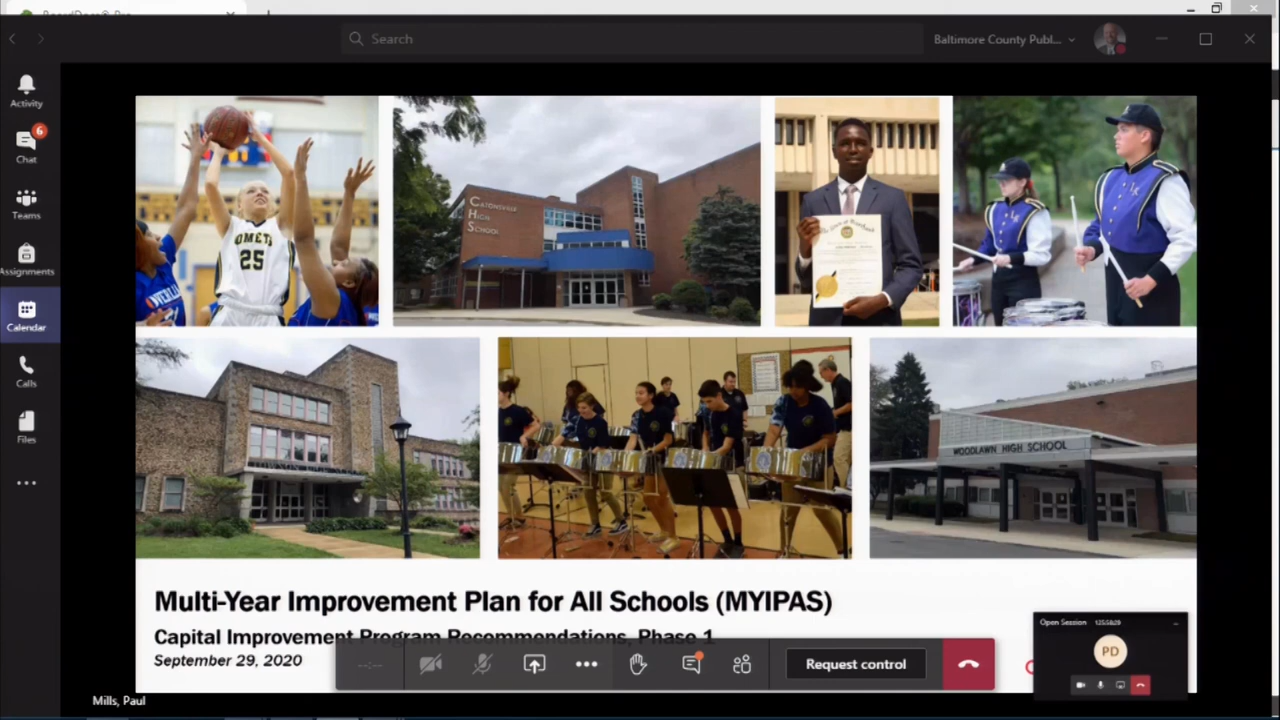 Search
Baltimore County Publ...
Activity
6
Chat
Teams
Assignments
Calendar
Calls
Files
OMETS
25
CATONSVILLE
HIGH
SCHOOL
WOODLAWN HIGH SCHOOL
Multi-Year Improvement Plan for All Schools (MYIPAS)
Capital Improvement Program Recommendations, Phase 1
September 29, 2020
Request control
Open Session
PD
Mills, Paul